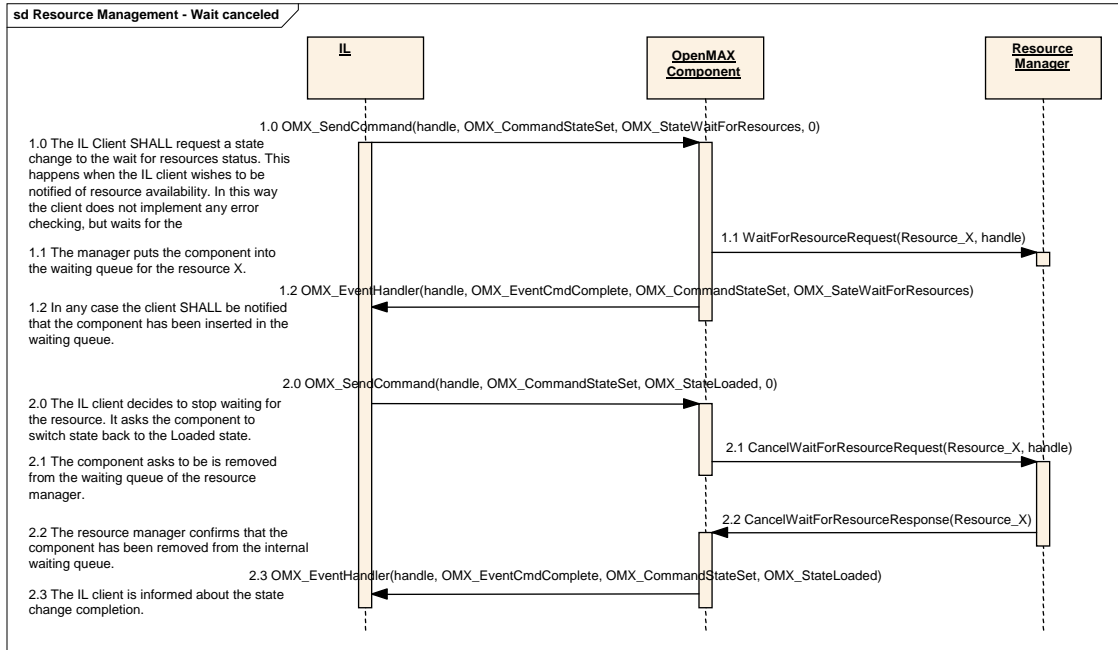 sd Resource Management - Wait canceled
IL
OpenMAX
Component
Resource
Manager
1.0 OMX_SendCommand(handle, OMX_CommandStateSet, OMX_StateWaitForResources, 0)
1.0 The IL Client SHALL request a state
change to the wait for resources status. This
happens when the IL client wishes to be
notified of resource availability. In this way
the client does not implement any error
checking, but waits for the
1.1 WaitForResourceRequest(Resource_X, handle)
1.1 The manager puts the component into
the waiting queue for the resource X.
1.2 OMX_EventHandler(handle, OMX_EventCmdComplete, OMX_CommandStateSet, OMX_SateWaitForResources)
1.2 In any case the client SHALL be notified
that the component has been inserted in the
waiting queue.
2.0 OMX_SendCommand(handle, OMX_CommandStateSet, OMX_StateLoaded, 0)
2.0 The IL client decides to stop waiting for
the resource. It asks the component to
switch state back to the Loaded state.
2.1 CancelWaitForResourceRequest(Resource_X, handle)
2.1 The component asks to be is removed
from the waiting queue of the resource
manager.
2.2 CancelWaitForResourceResponse(Resource_X)
2.2 The resource manager confirms that the
component has been removed from the internal
waiting queue.
2.3 OMX_EventHandler(handle, OMX_EventCmdComplete, OMX_CommandStateSet, OMX_StateLoaded)
2.3 The IL client is informed about the state
change completion.